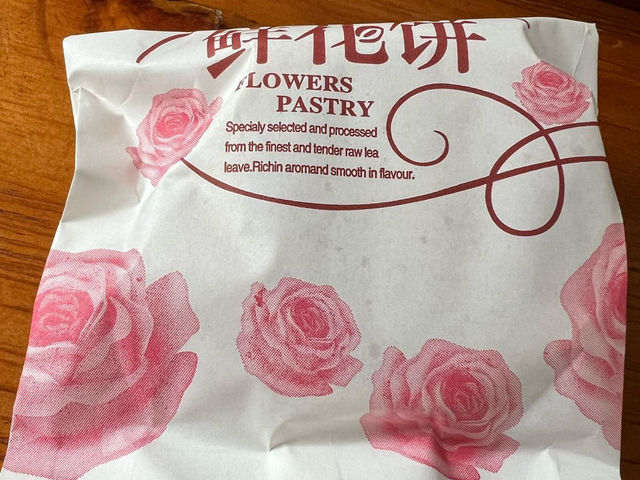 鲜花饼
FLOWERS
PASTRY
Specialy selected and processed
from the finest and tender raw lea
leave.Richin aromand smooth in flavour.